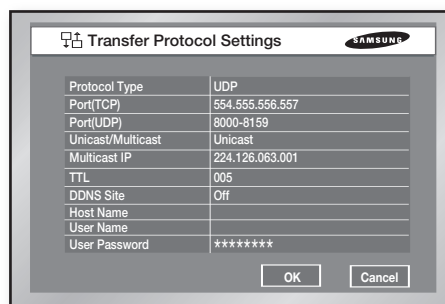 Transfer Protocol Settings
SAMSUNG
Protocol Type UDP
Port(TCP) 554.555.556.557
Port(UDP) 8000-8159
Unicast/Multicast Unicast
Multicast IP 224.126.063.001
TTL 005
DDNS Site Off
Host Name
User Name
User Password ********
OK Cancel